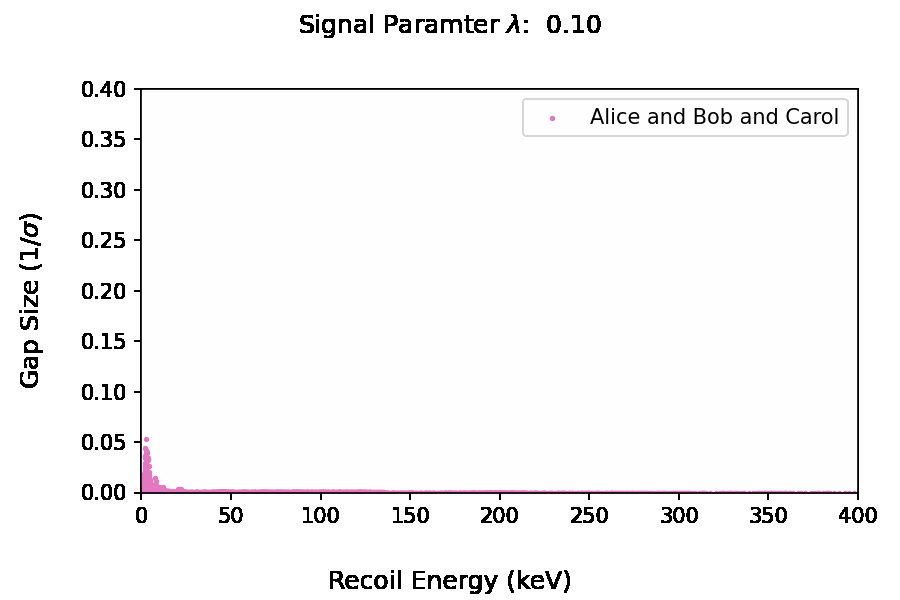 Signal Paramter λ: 0.10
Alice and Bob and Carol
Gap Size (1/σ)
0.40
0.35
0.30
0.25
0.20
0.15
0.10
0.05
0.00
0 50 100 150 200 250 300 350 400
Recoil Energy (keV)